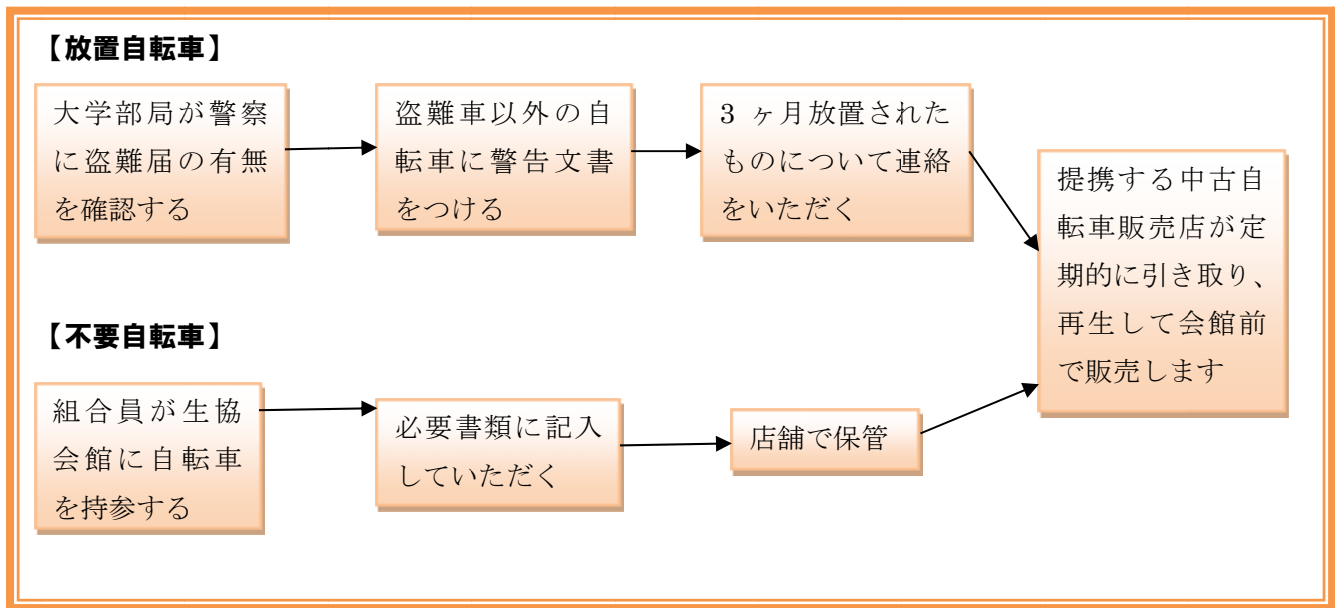 【放置自転車】
大学部局が警察
に盗難届の有無
を確認する
盗難車以外の自
転車に警告文書
をつける
3 ヶ月放置された
ものについて連絡
をいただく
提携する中古自
転車販売店が定
期的に引き取り、
再生して会館前
で販売します
【不要自転車】
組合員が生協
会館に自転車
を持参する
必要書類に記入
していただく
店舗で保管